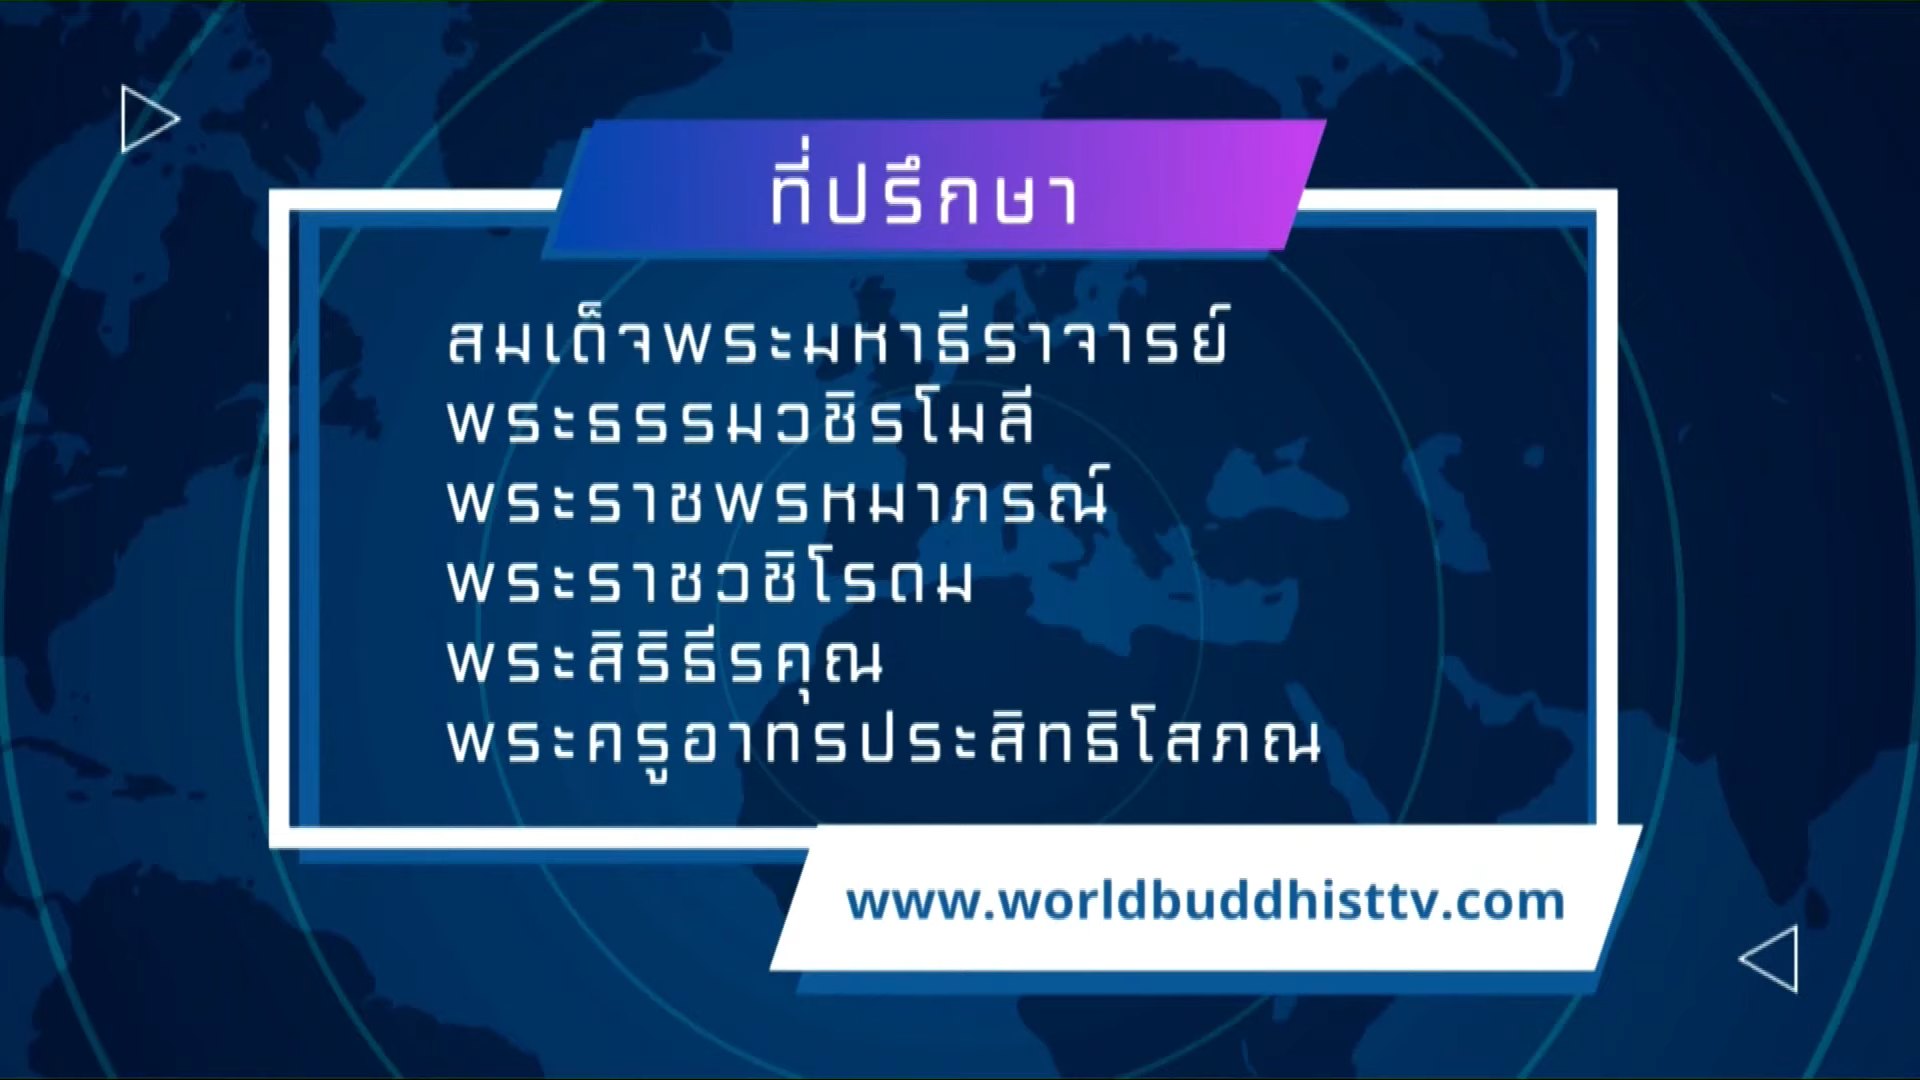 ที่ปรึกษา
สมเด็จพระมหาธีราจารย์
พระธรรมวชิรโมลี
พระราชพรหมาภรณ์
พระราชวชิโรดม
พระสิริธีรคุณ
พระครูอาทรประสิทธิโสภณ
www.worldbuddhisttv.com